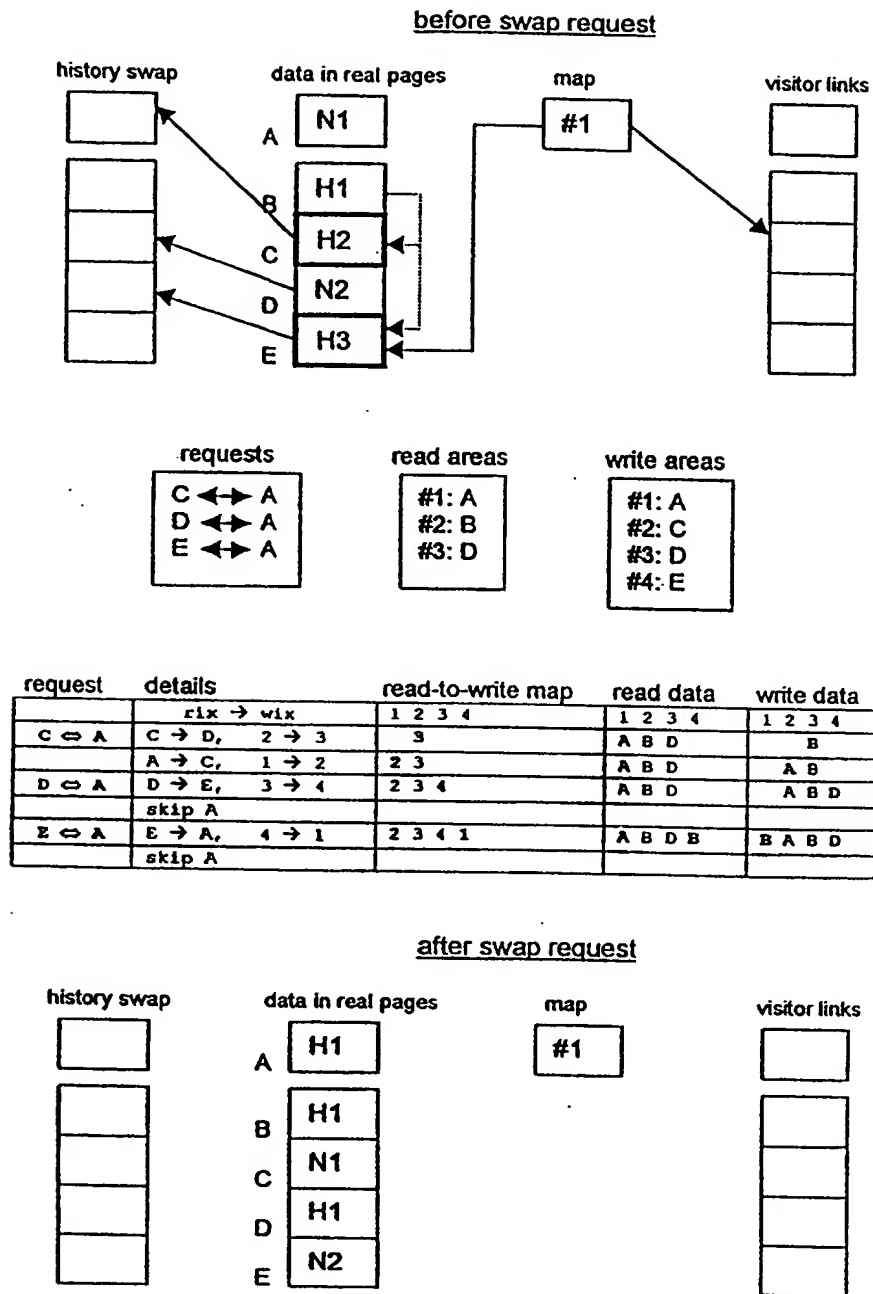 before swap request
history swap data in real pages map visitor links
A N1 #1
B H1
C H2
D N2
E H3
requests read areas write areas
C ↔ A #1: A #1: A
D ↔ A #2: B #2: C
E ↔ A #3: D #3: D
#4: E
request details read-to-write map read data write data
rix → wix 1 2 3 4 1 2 3 4 1 2 3 4
C ⇔ A C → D, 2 → 3 3 A B D B
A → C, 1 → 2 2 3 A B D A B
D ⇔ A D → E, 3 → 4 2 3 4 A B D A B D
skip A
E ⇔ A E → A, 4 → 1 2 3 4 1 A B D B B A B D
skip A
after swap request
history swap data in real pages map visitor links
A H1 #1
B H1
C N1
D H1
E N2